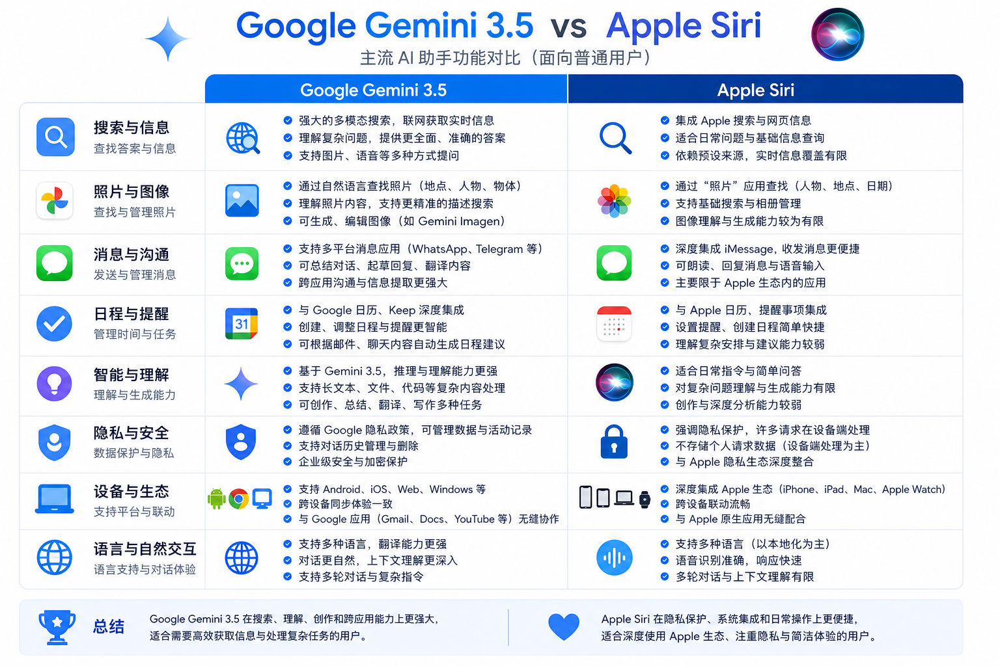 Google Gemini 3.5 vs Apple Siri
主流 AI 助手功能对比（面向普通用户）
Google Gemini 3.5
Apple Siri
搜索与信息
查找答案与信息
强大的多模态搜索，联网获取实时信息
理解复杂问题，提供更全面、准确的答案
支持图片、语音等多种方式提问
集成 Apple 搜索与网页信息
适合日常问题与基础信息查询
依赖预设来源，实时信息覆盖有限
照片与图像
查找与管理照片
通过自然语言查找照片（地点、人物、物体）
理解照片内容，支持更精准的描述搜索
可生成、编辑图像（如 Gemini Imagen）
通过“照片”应用查找（人物、地点、日期）
支持基础搜索与相册管理
图像理解与生成能力较为有限
消息与沟通
发送与管理消息
支持多平台消息应用（WhatsApp、Telegram 等）
可总结对话、起草回复、翻译内容
跨应用沟通与信息提取更强大
深度集成 iMessage, 收发消息更便捷
可朗读、回复消息与语音输入
主要限于 Apple 生态内的应用
日程与提醒
管理时间与任务
31
与 Google 日历、Keep 深度集成
创建、调整日程与提醒更智能
可根据邮件、聊天内容自动生成日程建议
与 Apple 日历，提醒事项集成
设置提醒、创建日程简单快捷
理解复杂安排与建议能力较弱
智能与理解
理解与生成能力
基于 Gemini 3.5，推理与理解能力更强
支持长文本、文件、代码等复杂内容处理
可创作、总结、翻译、写作多种任务
适合日常指令与简单问答
对复杂问题理解与生成能力有限
创作与深度分析能力较弱
隐私与安全
数据保护与隐私
遵循 Google 隐私政策，可管理数据与活动记录
支持对话历史管理与删除
企业级安全与加密保护
强调隐私保护，许多请求在设备端处理
不存储个人请求数据（设备端处理为主）
与 Apple 隐私生态深度整合
设备与生态
支持平台与联动
支持 Android、iOS、Web、Windows 等
跨设备同步体验一致
与 Google 应用（Gmail、Docs、YouTube 等）无缝协作
深度集成 Apple 生态（iPhone、iPad、Mac、Apple Watch）
跨设备联动流畅
与 Apple 原生应用无缝配合
语言与自然交互
语言支持与对话体验
支持多种语言，翻译能力更强
对话更自然，上下文理解更深入
支持多轮对话与复杂指令
支持多种语言（以本地化为主）
语音识别准确，响应快速
多轮对话与上下文理解有限
总结
Google Gemini 3.5 在搜索、理解、创作和跨应用能力上更强大，
适合需要高效获取信息与处理复杂任务的用户。
Apple Siri 在隐私保护、系统集成和日常操作上更便捷，
适合深度使用 Apple 生态、注重隐私与简洁体验的用户。